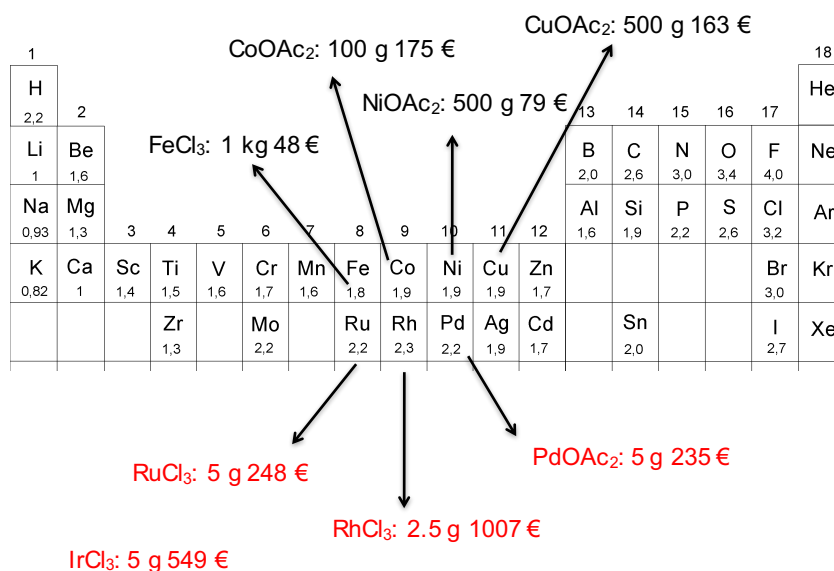 CuOAc₂: 500 g 163 €
CoOAc₂: 100 g 175 €
1 18
H He
2,2 2 NiOAc₂: 500 g 79 € 13 14 15 16 17
FeCl₃: 1 kg 48 €
Li Be B C N O F Ne
1 1,6 2,0 2,6 3,0 3,4 4,0
Na Mg Al Si P S Cl Ar
0,93 1,3 3 4 5 6 7 8 9 10 11 12 1,6 1,9 2,2 2,6 3,2
K Ca Sc Ti V Cr Mn Fe Co Ni Cu Zn Br Kr
0,82 1 1,4 1,5 1,6 1,7 1,6 1,8 1,9 1,9 1,9 1,7 3,0
Zr Mo Ru Rh Pd Ag Cd Sn I Xe
1,3 2,2 2,2 2,3 2,2 1,9 1,7 2,0 2,7
RuCl₃: 5 g 248 € PdOAc₂: 5 g 235 €
RhCl₃: 2.5 g 1007 €
IrCl₃: 5 g 549 €